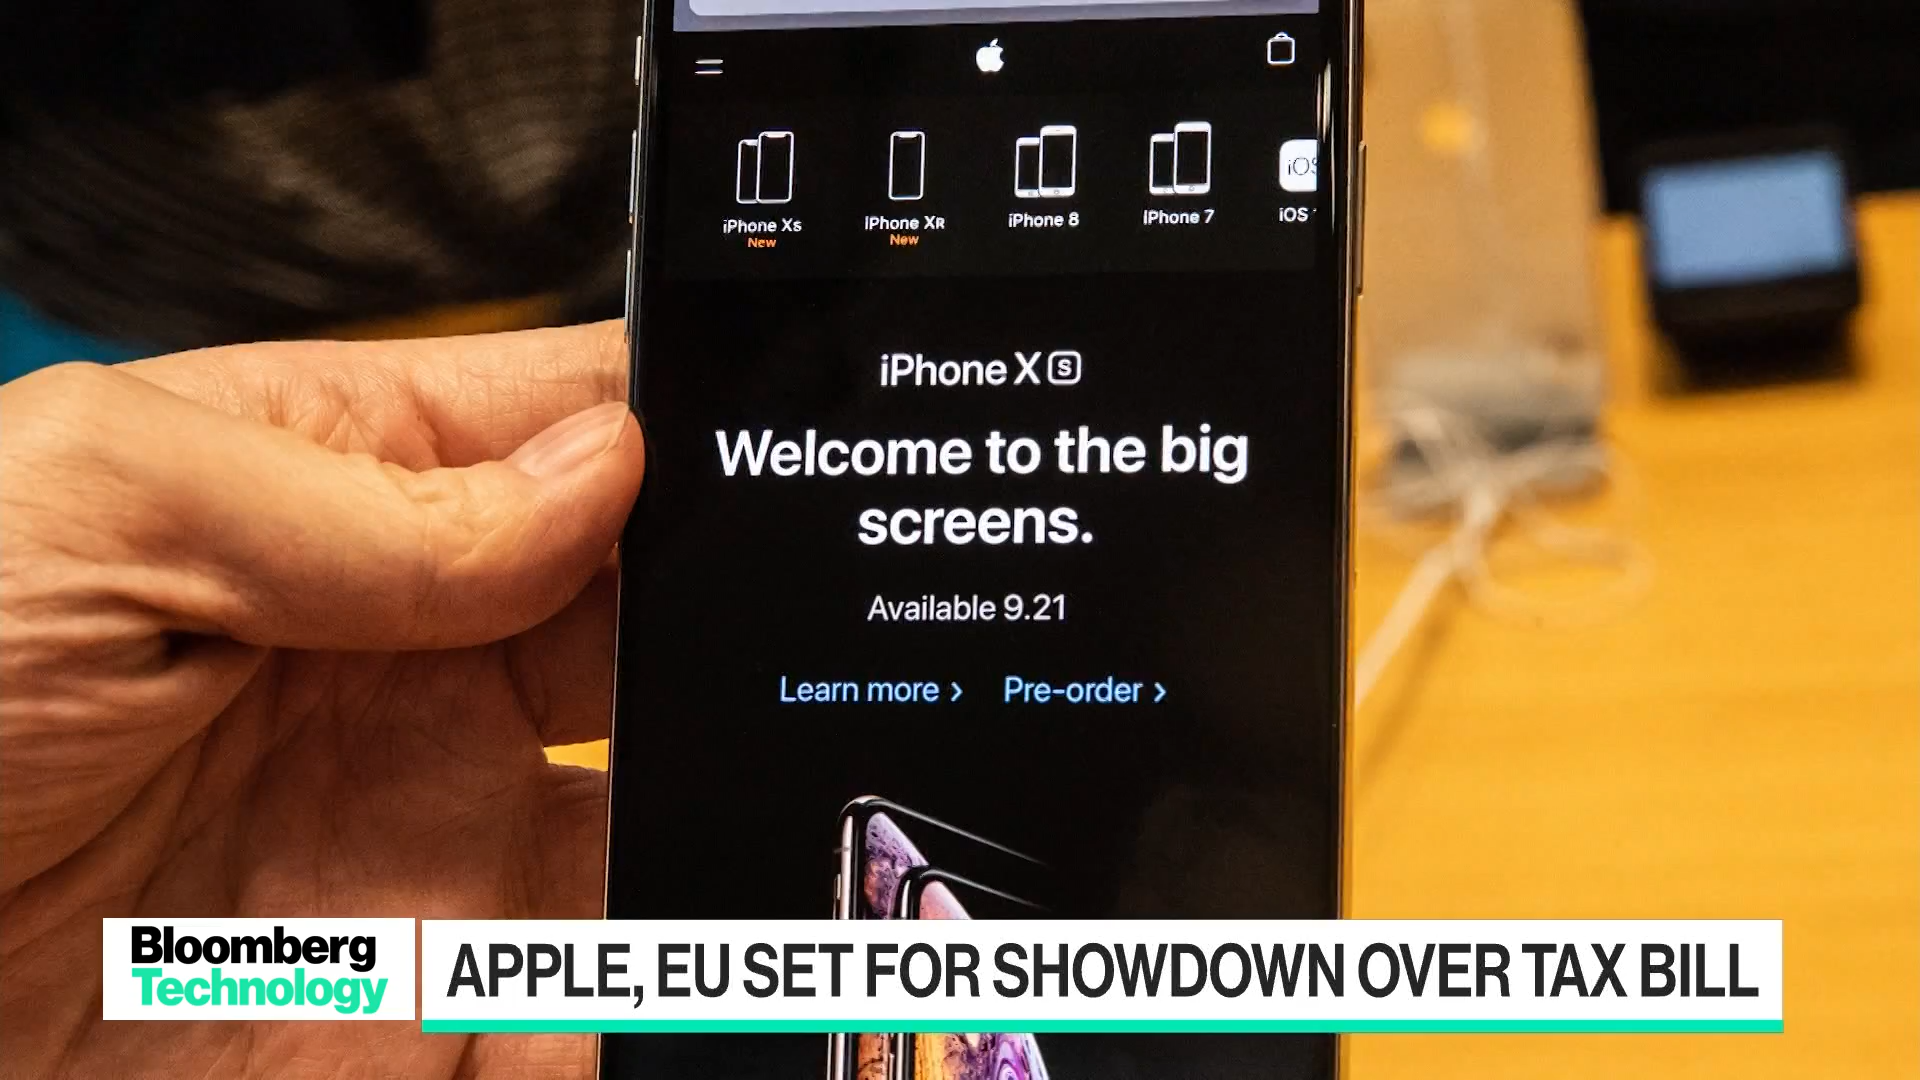 iPhone Xs
New
iPhone XR
New
iPhone 8
iPhone 7
iOS
iOS
iPhone XS
Welcome to the big
screens.
Available 9.21
Learn more >
Pre-order >
Bloomberg
Technology
APPLE, EU SET FOR SHOWDOWN OVER TAX BILL